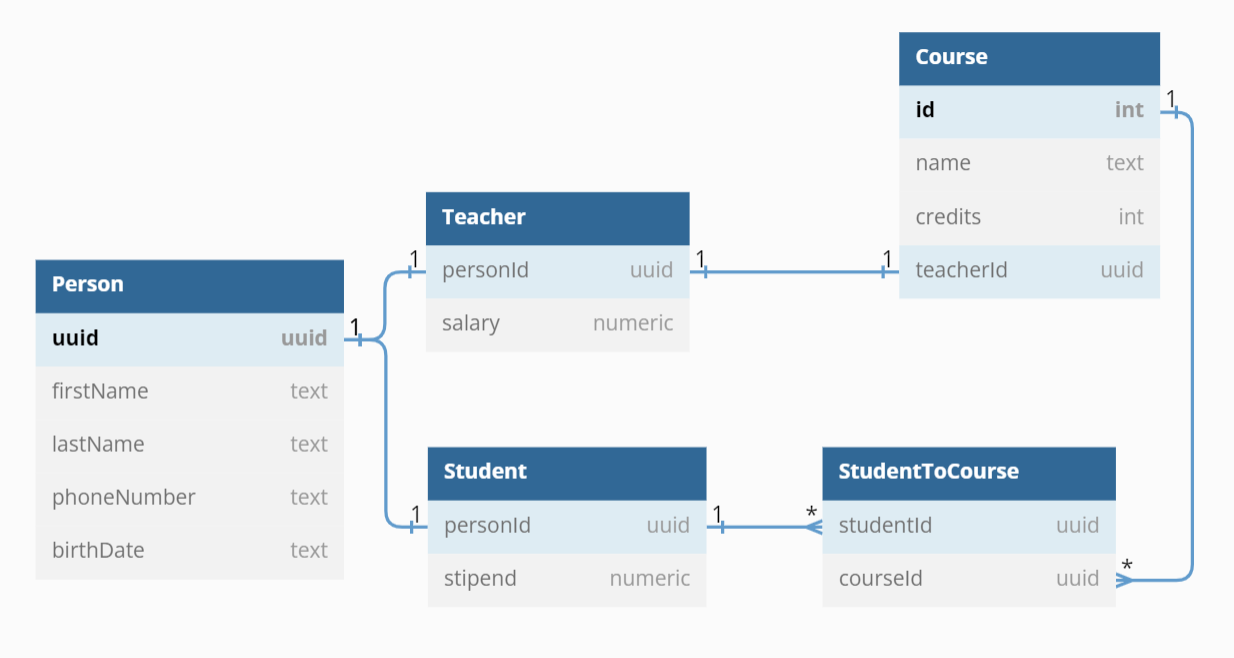 Course
id int
name text
credits int
teacherId uuid
Teacher
personId uuid
salary numeric
Person
uuid uuid
firstName text
lastName text
phoneNumber text
birthDate text
Student
personId uuid
stipend numeric
StudentToCourse
studentId uuid
courseId uuid
1
1
1
1
1
1
1
*
*